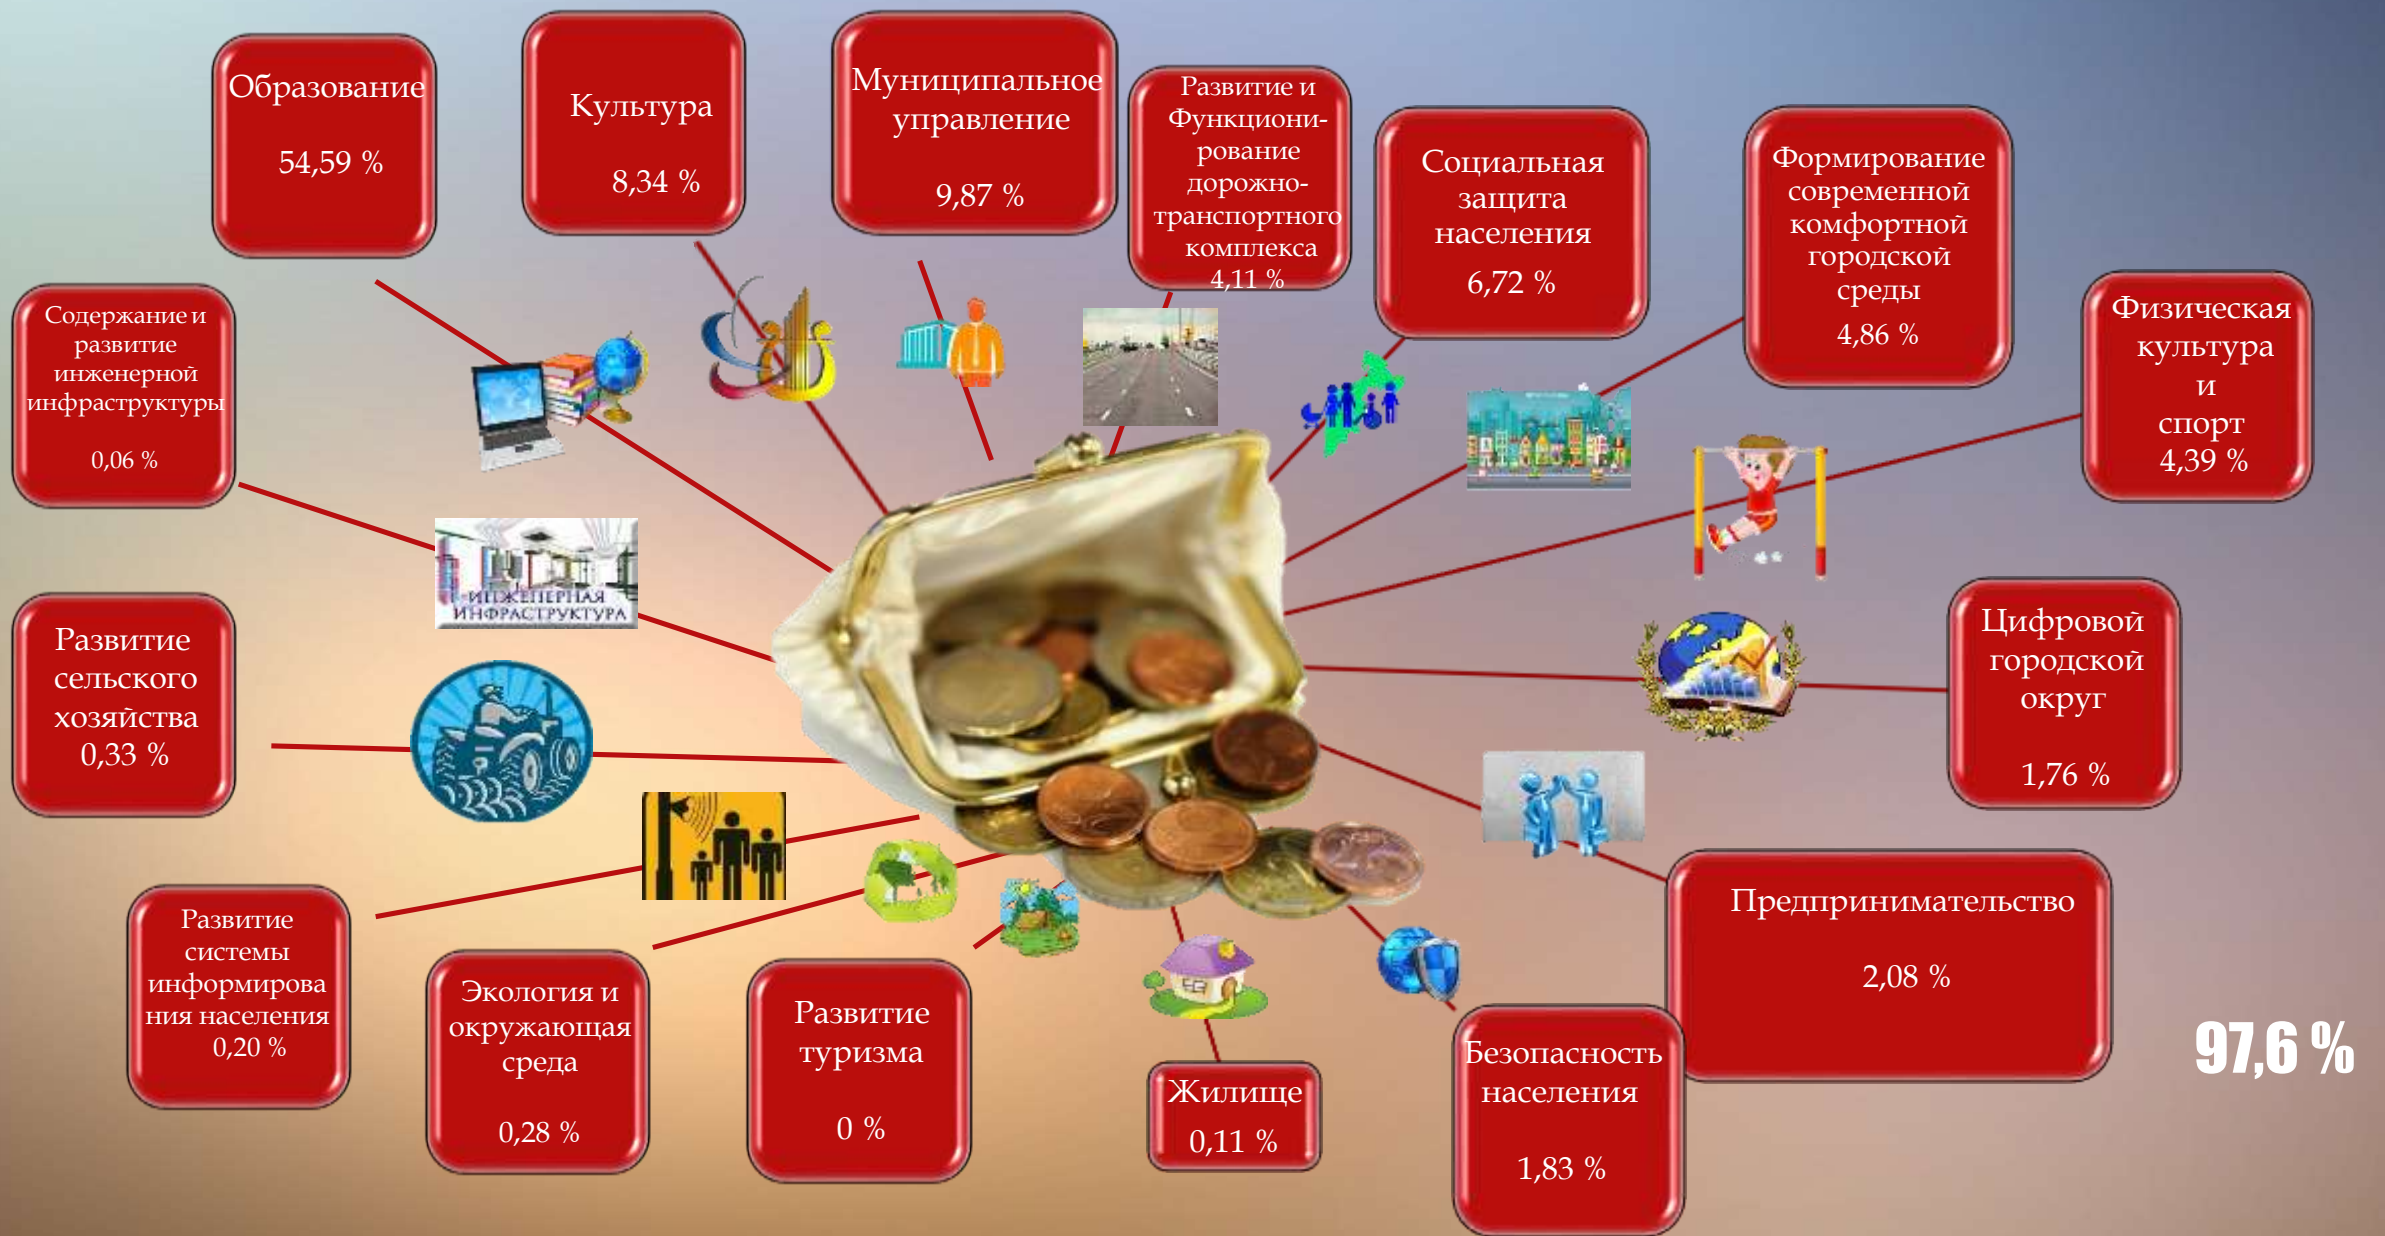 Образование
54,59 %
Культура
8,34 %
Муниципальное
управление
9,87 %
Развитие и
Функциони-
рование
дорожно-
транспортного
комплекса
4,11 %
Социальная
защита
населения
6,72 %
Формирование
современной
комфортной
городской
среды
4,86 %
Физическая
культура
и
спорт
4,39 %
Содержание и
развитие
инженерной
инфраструктуры
0,06 %
ИНЖЕНЕРНАЯ
ИНФРАСТРУКТУРА
Развитие
сельского
хозяйства
0,33 %
Цифровой
городской
округ
1,76 %
Предпринимательство
2,08 %
97,6 %
Развитие
системы
информирова
ния населения
0,20 %
Экология и
окружающая
среда
0,28 %
Развитие
туризма
0 %
Жилище
0,11 %
Безопасность
населения
1,83 %